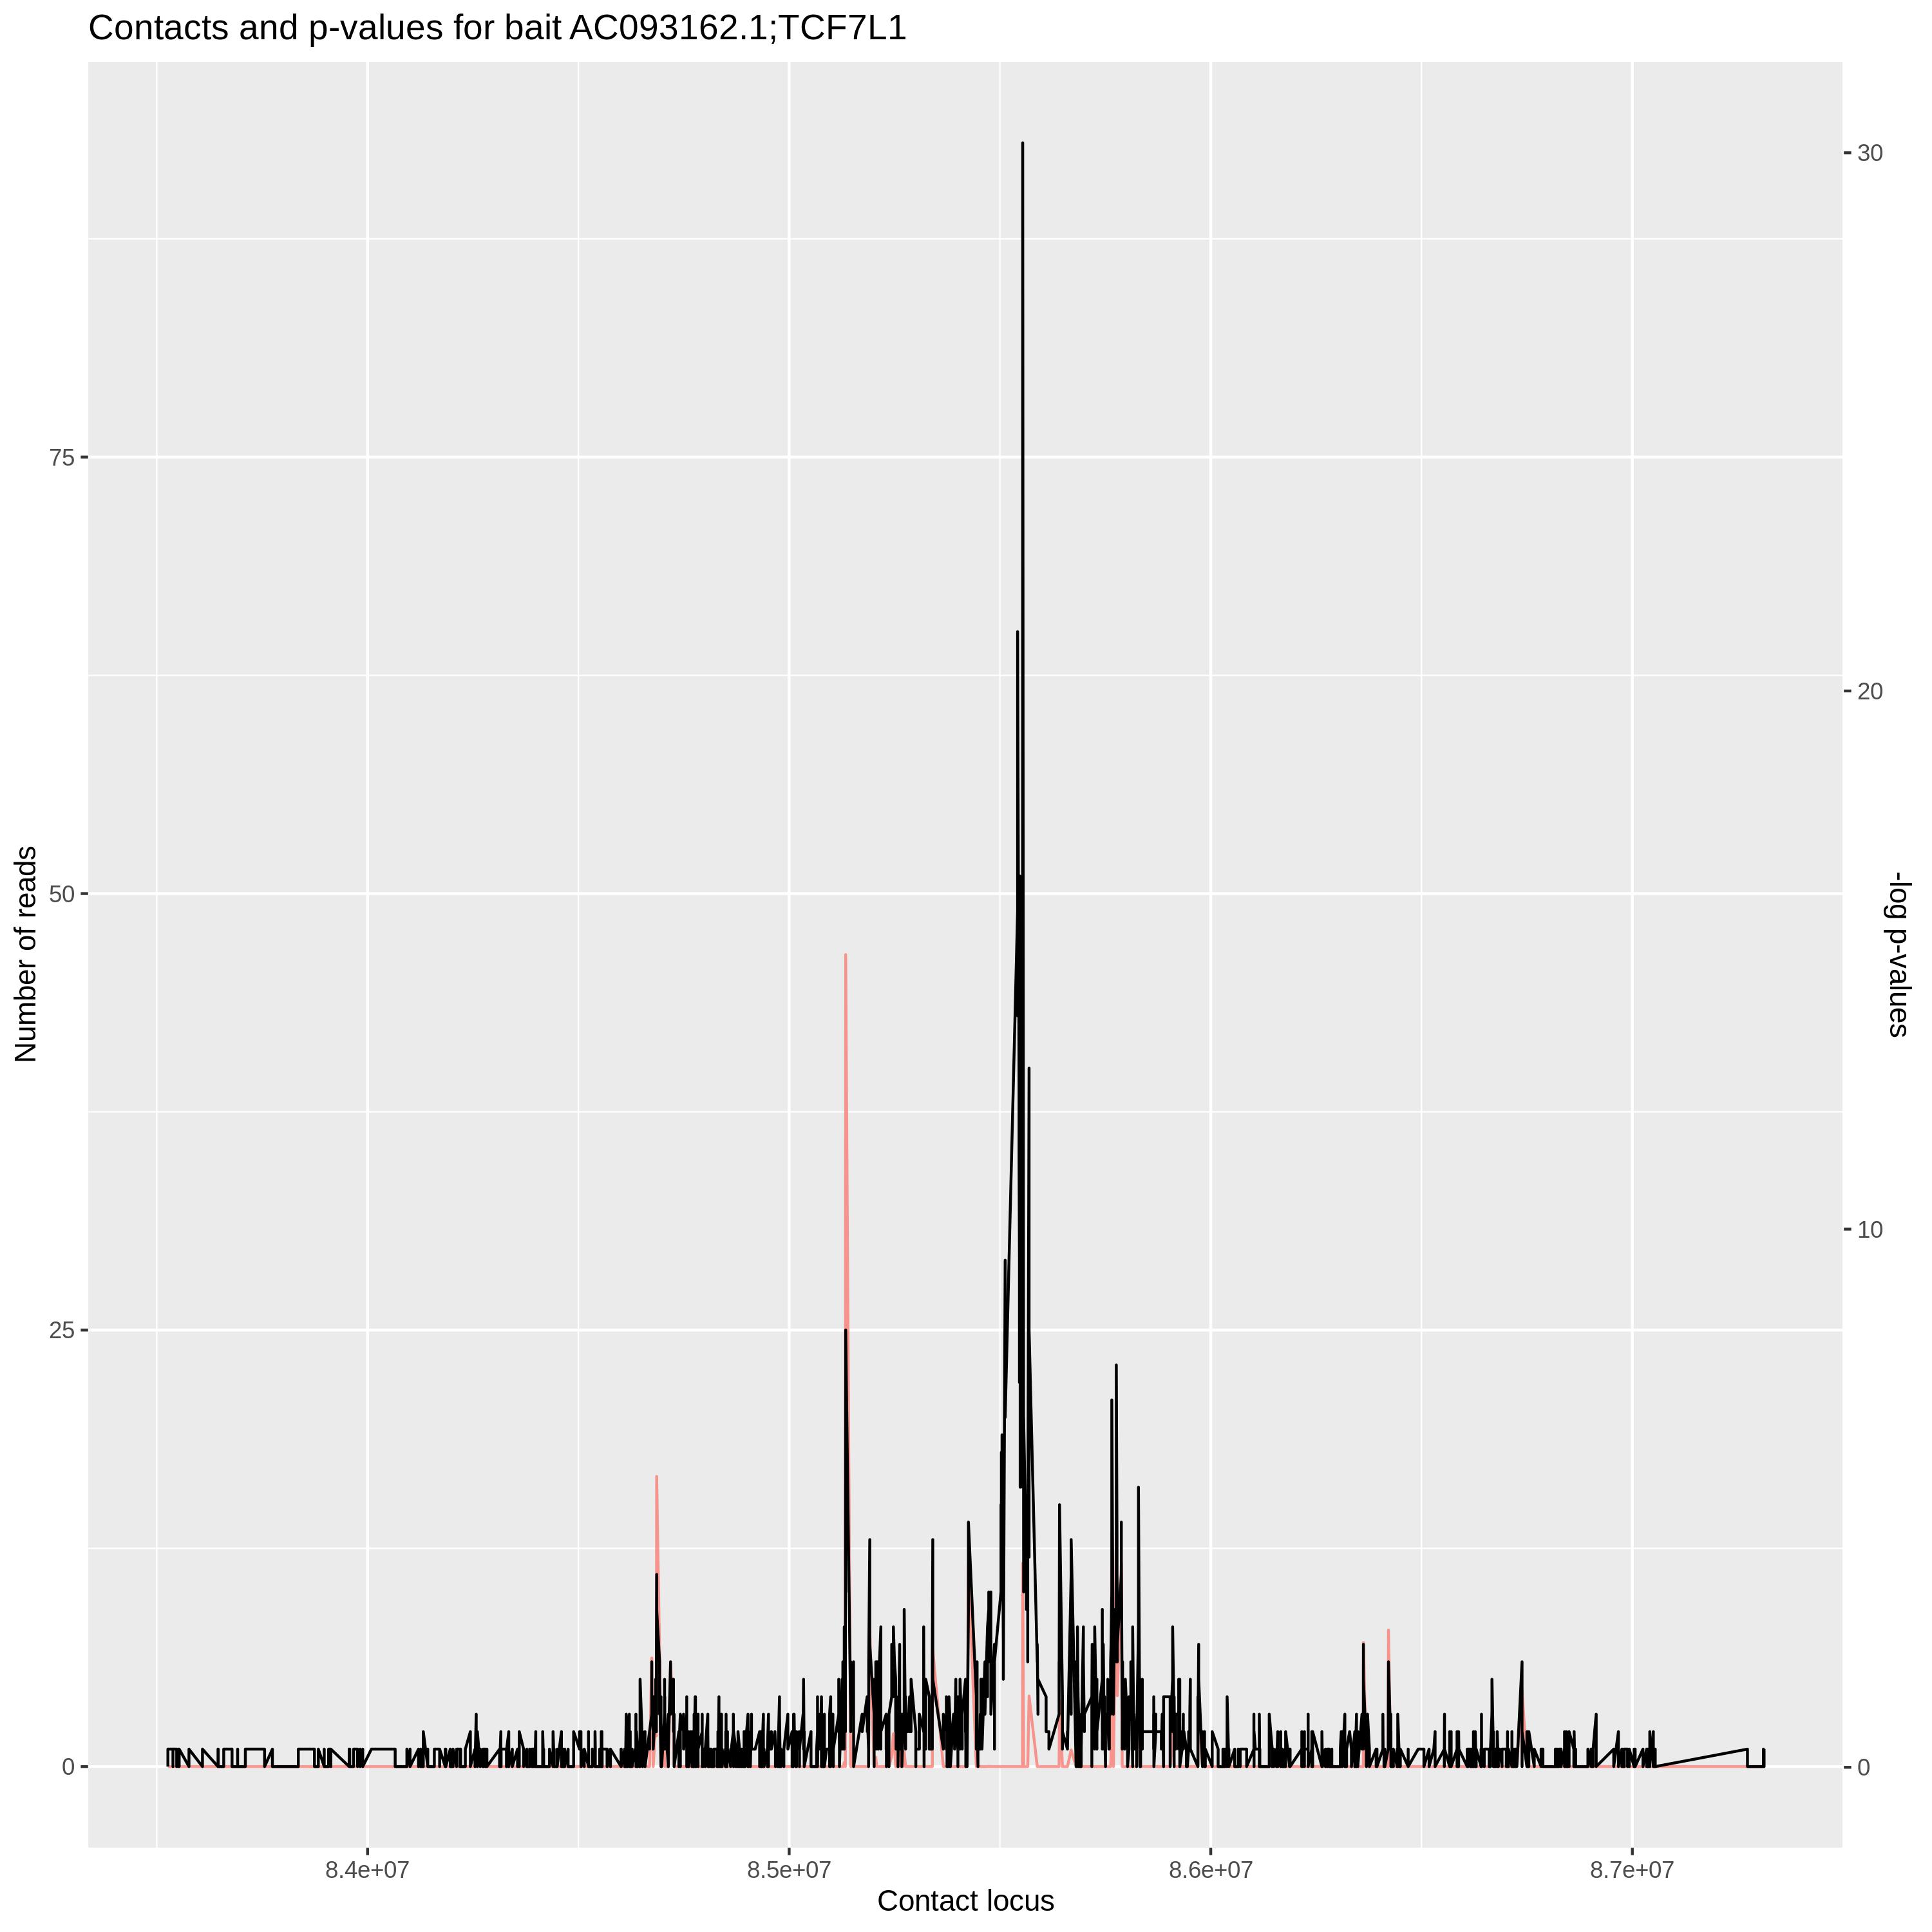 Contacts and p-values for bait AC093162.1;TCF7L1
Number of reads
75
50
25
0
30
20
10
0
-log p-values
8.4e+07 8.5e+07 8.6e+07 8.7e+07
Contact locus